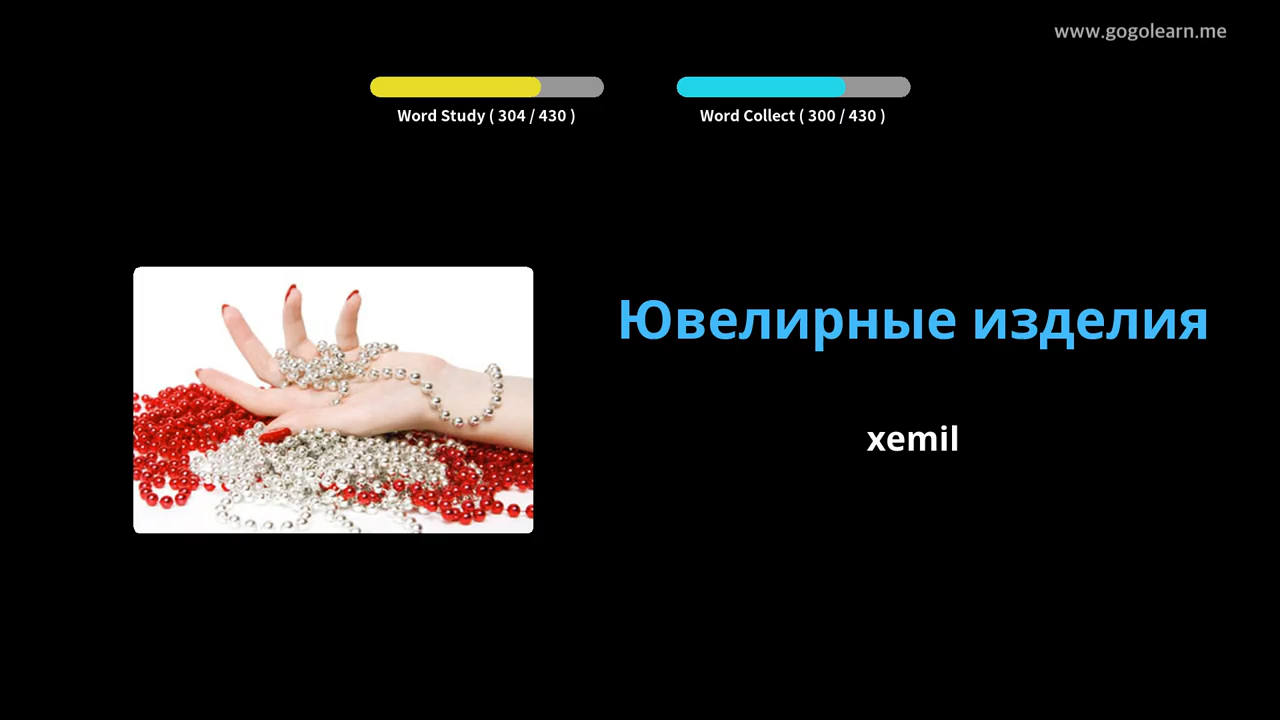 www.gogolearn.me
Word Study ( 304 / 430 )
Word Collect ( 300 / 430 )
Ювелирные изделия
xemil